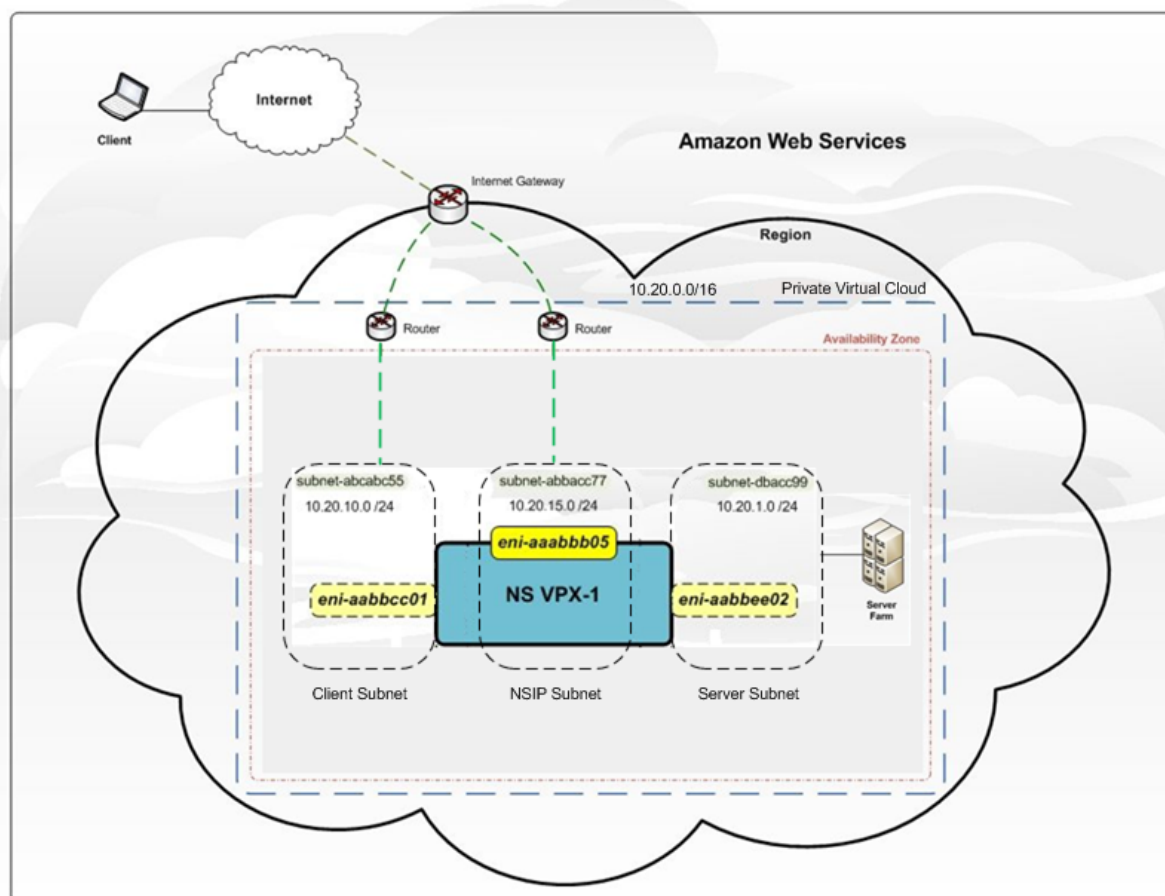 Internet
Client
Amazon Web Services
Internet Gateway
Region
10.20.0.0/16
Private Virtual Cloud
Router
Router
Availability Zone
subnet-abcabc55
subnet-abbacc77
subnet-dbacc99
10.20.10.0 /24
10.20.15.0 /24
10.20.1.0 /24
eni-aaabbb05
eni-aabbcc01
NS VPX-1
eni-aabbee02
Server
Farm
Client Subnet
NSIP Subnet
Server Subnet